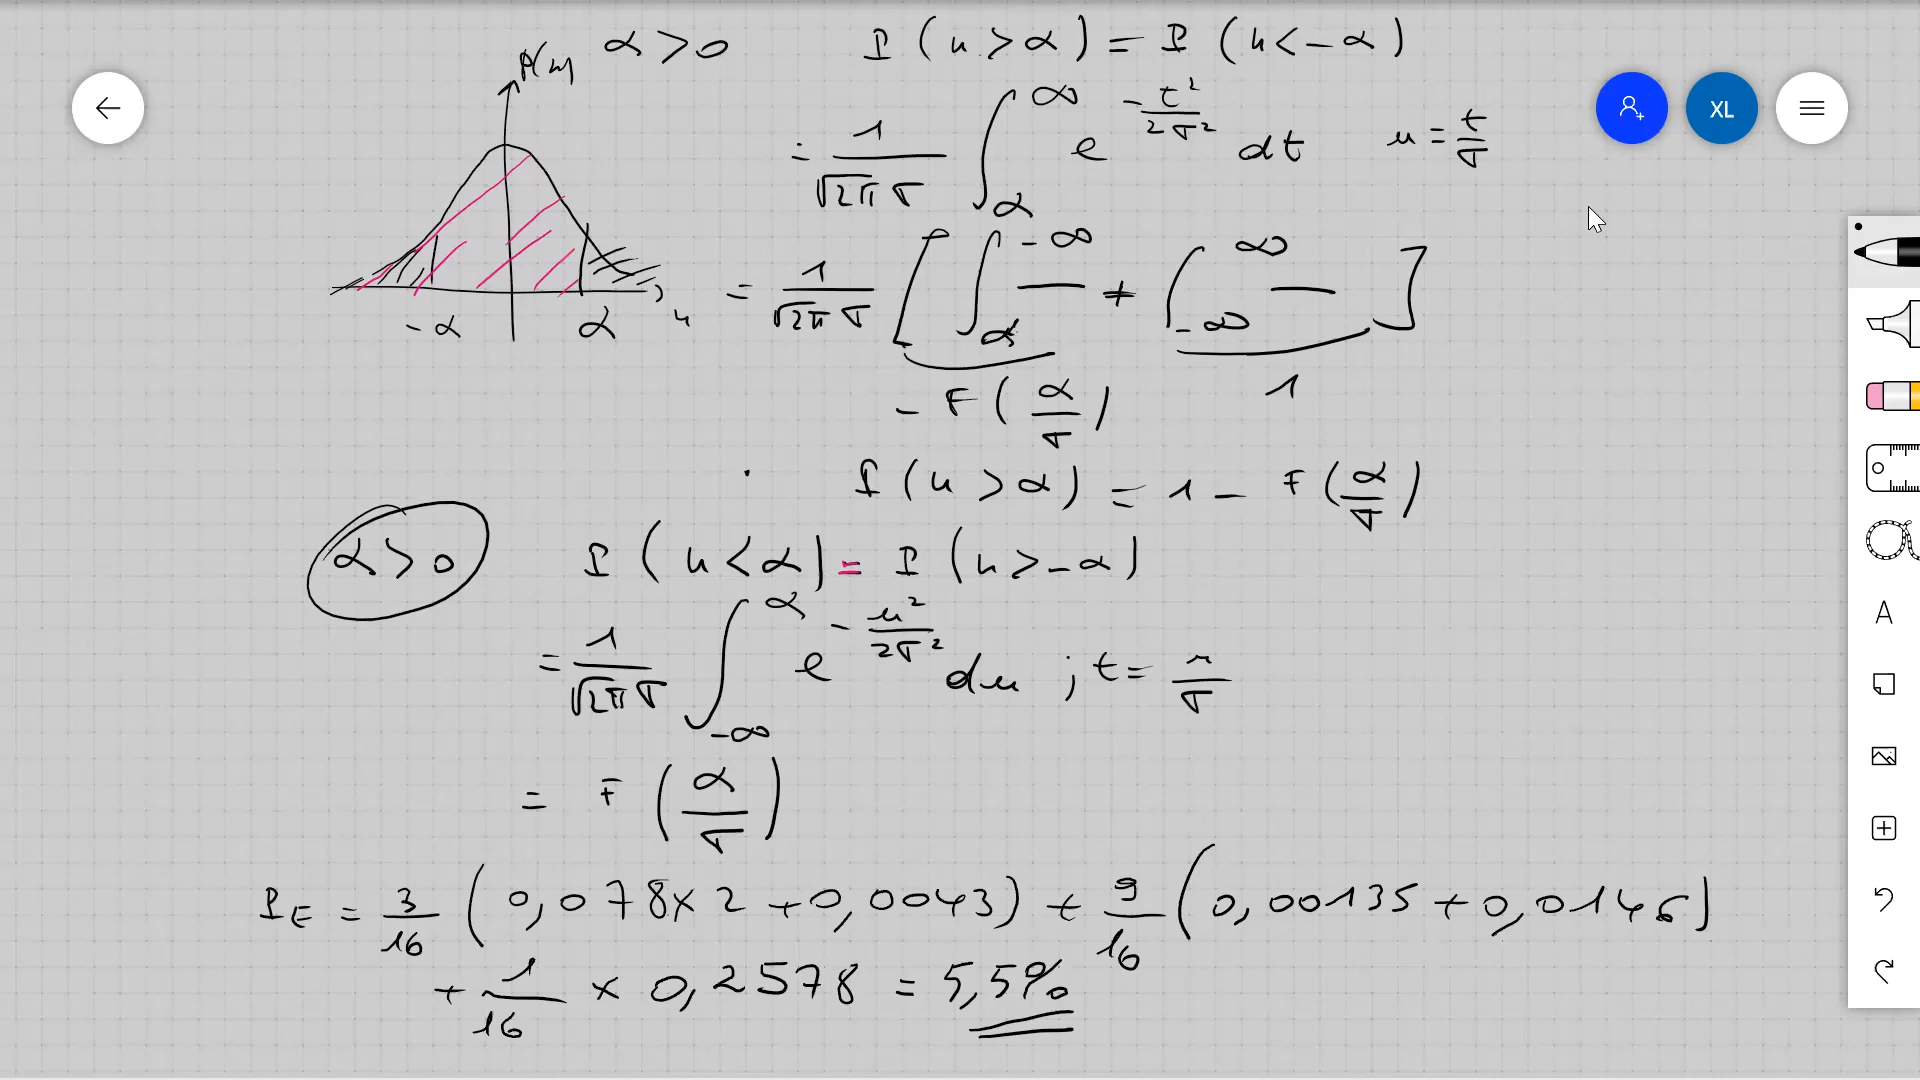 P(u) α > 0 P(u > α) = P(u < -α)
= 1/(√2π σ) ∫_α^∞ e^(-t²/2σ²) dt u = t/σ
= 1/(√2π σ) [∫_α^-∞ — + ∫_-∞^∞ —]
-α α u
- F(α/σ) 1
P(u > α) = 1 - F(α/σ)
α > 0 P(u < α) = P(u > -α)
= 1/(√2π σ) ∫_-∞^α e^(-u²/2σ²) du ; t = u/σ
= F(α/σ)
P_E = 3/16 (0,078 x 2 + 0,0043) + 9/16 (0,00135 + 0,0146)
+ 1/16 x 0,2578 = 5,5%
XL
A